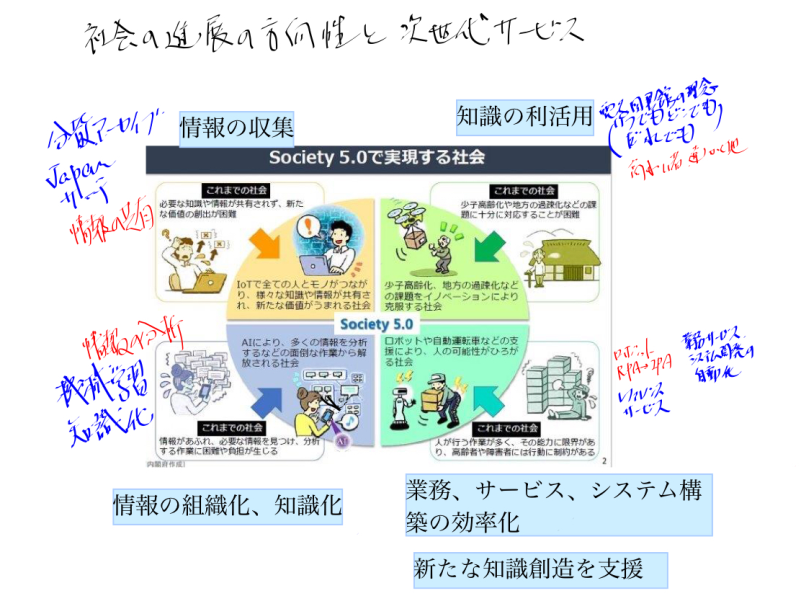 社会の進展の方向性と次世代サービス
情報の収集
知識の利活用
(いつでもどこでも
だれでも)
Japan
サーチ
情報の共有
Society 5.0で実現する社会
これまでの社会
必要な知識や情報が共有されず、新た
な価値の創出が困難
これまでの社会
少子高齢化や地方の過疎化などの課
題に十分に対応することが困難
IoTで全ての人とモノがつなが
り、様々な知識や情報が共有さ
れ、新たな価値がうまれる社会
少子高齢化、地方の過疎化など
の課題をイノベーションにより
克服する社会
Society 5.0
AIにより、多くの情報を分析
するなどの面倒な作業から解
放される社会
ロボットや自動運転車などの支
援により、人の可能性がひろが
る社会
AI
これまでの社会
情報があふれ、必要な情報を見つけ、分析
する作業に困難や負担が生じる
これまでの社会
人が行う作業が多く、その能力に限界があ
り、高齢者や障害者には行動に制約がある
内閣府作成
2
情報の分析
機械学習
知識化
ロボット
RPA→IPA
サービス
業務サービス
システム開発の
自動化
情報の組織化、知識化
業務、サービス、システム構
築の効率化
新たな知識創造を支援